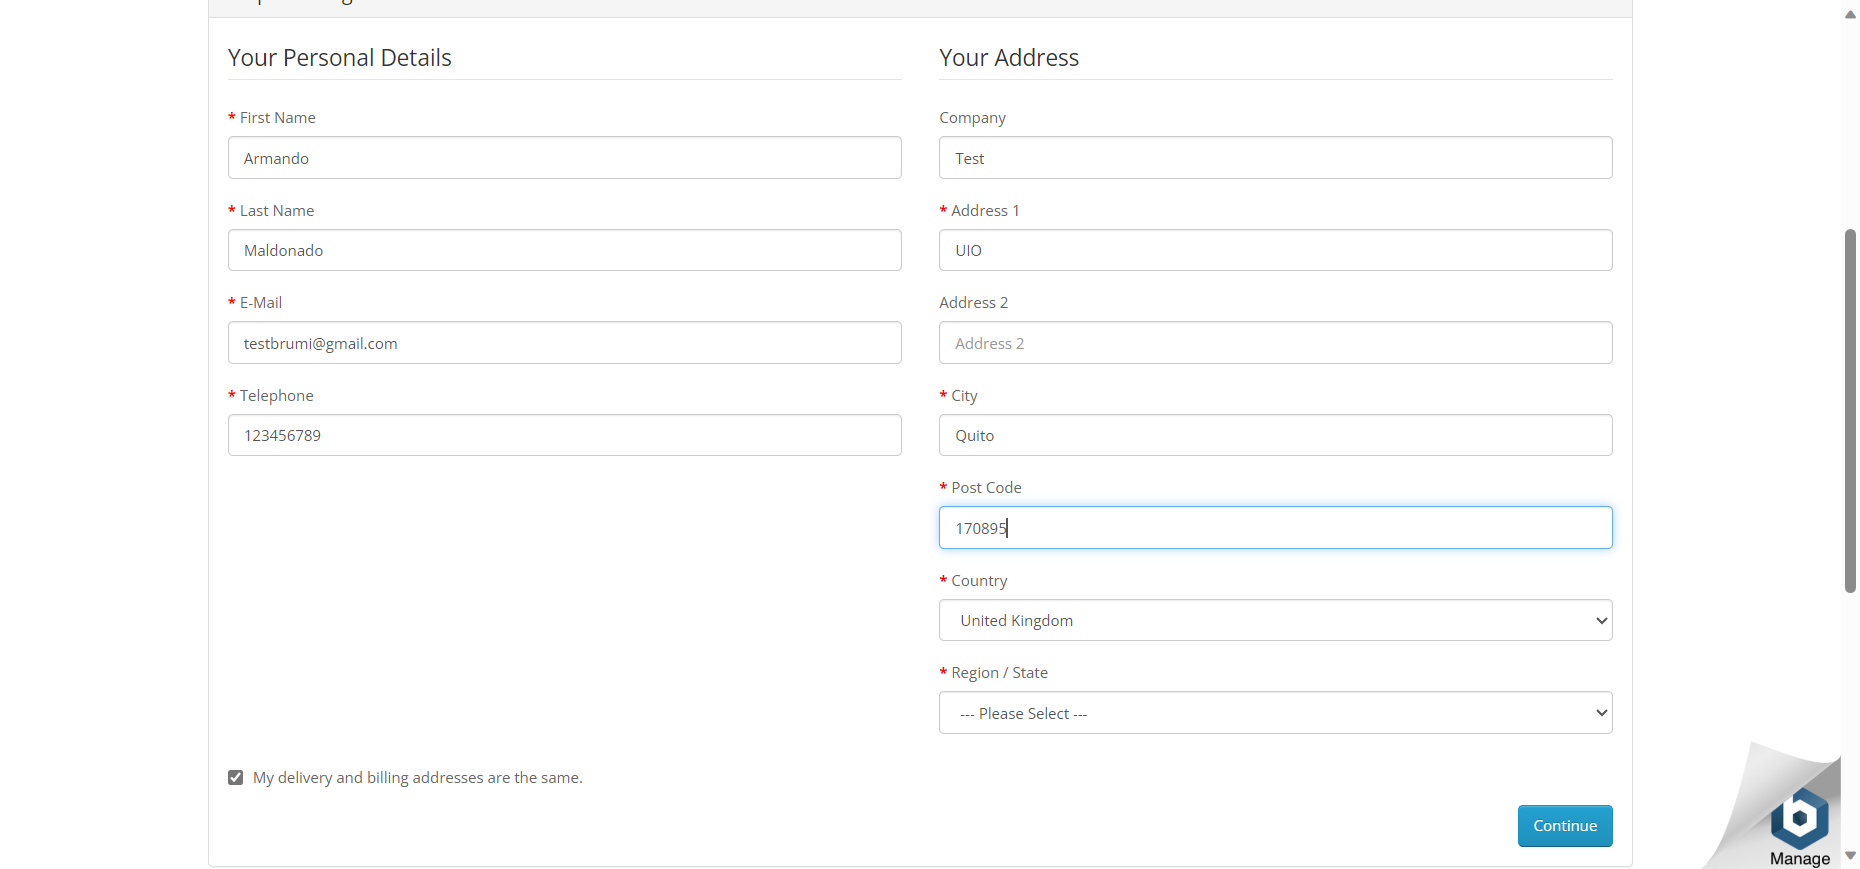 Your Personal Details
* First Name
Armando
* Last Name
Maldonado
* E-Mail
testbrumi@gmail.com
* Telephone
123456789
Your Address
Company
Test
* Address 1
UIO
Address 2
Address 2
* City
Quito
* Post Code
170895
* Country
United Kingdom
* Region / State
--- Please Select ---
My delivery and billing addresses are the same.
Continue
b
Manage